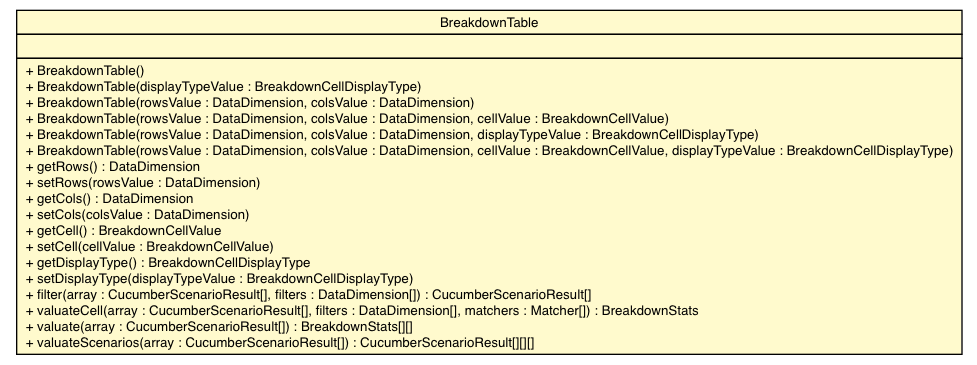 BreakdownTable
+ BreakdownTable()
+ BreakdownTable(displayTypeValue : BreakdownCellDisplayType)
+ BreakdownTable(rowsValue : DataDimension, colsValue : DataDimension)
+ BreakdownTable(rowsValue : DataDimension, colsValue : DataDimension, cellValue : BreakdownCellValue)
+ BreakdownTable(rowsValue : DataDimension, colsValue : DataDimension, displayTypeValue : BreakdownCellDisplayType)
+ BreakdownTable(rowsValue : DataDimension, colsValue : DataDimension, cellValue : BreakdownCellValue, displayTypeValue : BreakdownCellDisplayType)
+ getRows() : DataDimension
+ setRows(rowsValue : DataDimension)
+ getCols() : DataDimension
+ setCols(colsValue : DataDimension)
+ getCell() : BreakdownCellValue
+ setCell(cellValue : BreakdownCellValue)
+ getDisplayType() : BreakdownCellDisplayType
+ setDisplayType(displayTypeValue : BreakdownCellDisplayType)
+ filter(array : CucumberScenarioResult[], filters : DataDimension[]) : CucumberScenarioResult[]
+ valuateCell(array : CucumberScenarioResult[], filters : DataDimension[], matchers : Matcher[]) : BreakdownStats
+ valuate(array : CucumberScenarioResult[]) : BreakdownStats[][]
+ valuateScenarios(array : CucumberScenarioResult[]) : CucumberScenarioResult[][][]